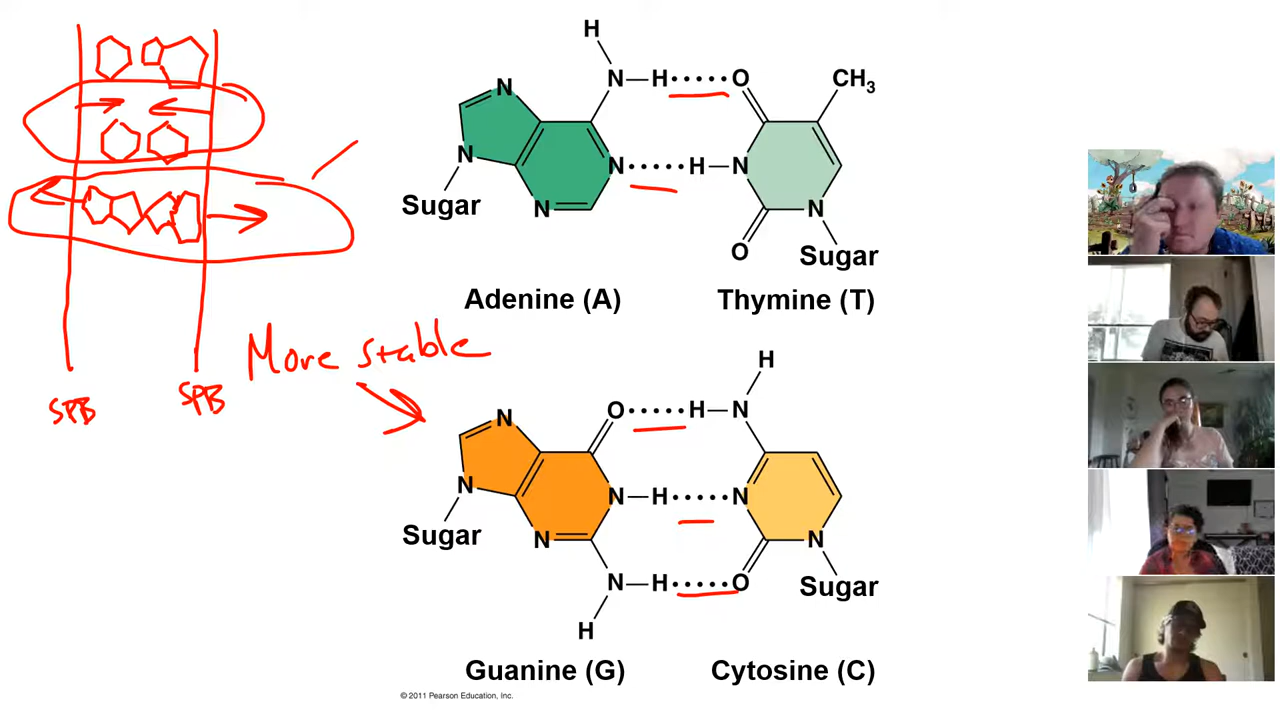 H
N—H·····O CH₃
N
N N·····H—N
Sugar N N
O Sugar
Adenine (A) Thymine (T)
More stable
SPB SPB
H
N O·····H—N
N N—H·····N
Sugar N N
N—H·····O Sugar
H
Guanine (G) Cytosine (C)
© 2011 Pearson Education, Inc.